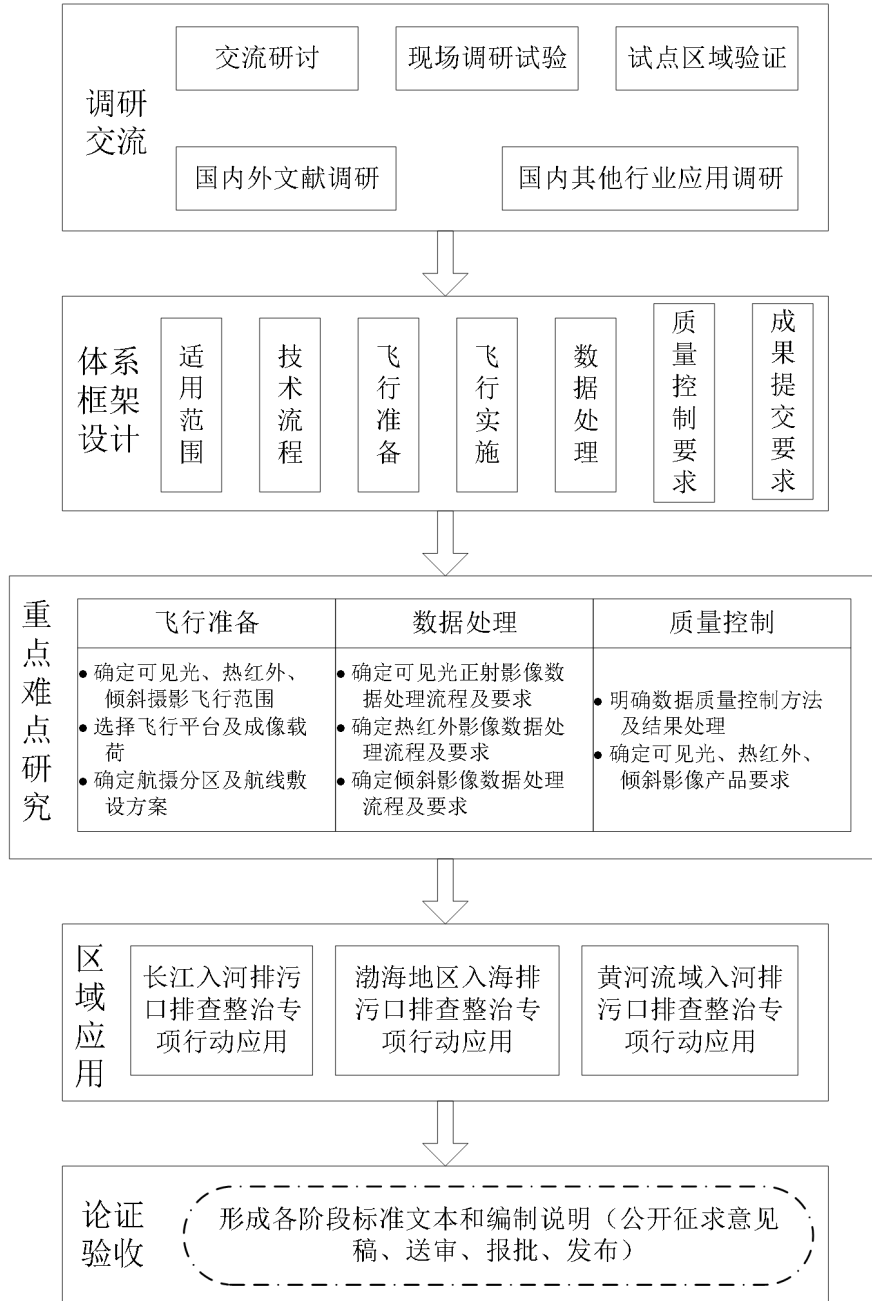 调研
交流
交流研讨
现场调研试验
试点区域验证
国内外文献调研
国内其他行业应用调研
体系
框架
设计
适用范围
技术流程
飞行准备
飞行实施
数据处理
质量控制要求
成果提交要求
重点难点研究
飞行准备
● 确定可见光、热红外、
倾斜摄影飞行范围
● 选择飞行平台及成像载
荷
● 确定航摄分区及航线敷
设方案
数据处理
● 确定可见光正射影像数
据处理流程及要求
● 确定热红外影像数据处
理流程及要求
● 确定倾斜影像数据处理
流程及要求
质量控制
● 明确数据质量控制方法
及结果处理
● 确定可见光、热红外、
倾斜影像产品要求
区域应用
长江入河排污
口排查整治专
项行动应用
渤海地区入海排
污口排查整治专
项行动应用
黄河流域入河排
污口排查整治专
项行动应用
论证
验收
形成各阶段标准文本和编制说明（公开征求意见
稿、送审、报批、发布）